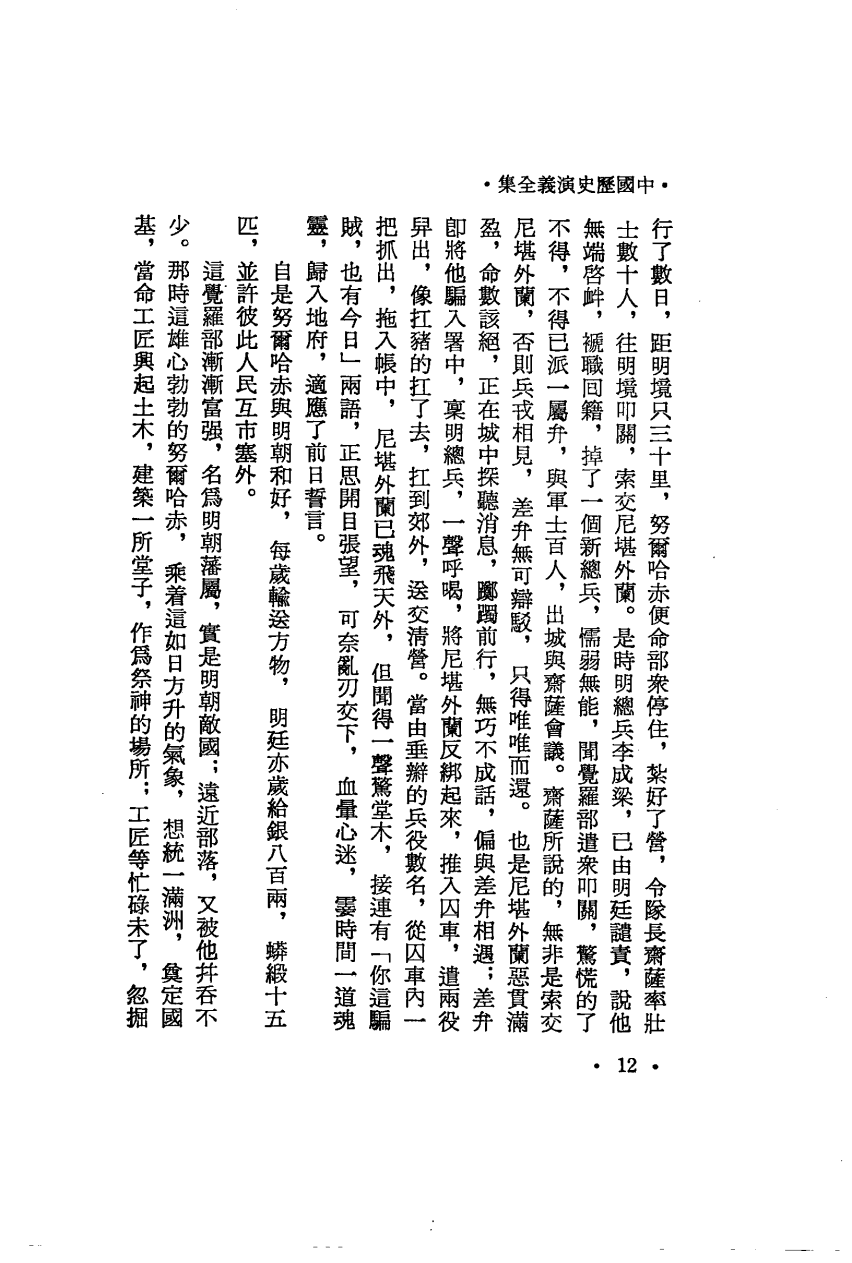 •中國歷史演義全集•
行了數日，距明境只三十里，努爾哈赤便命部衆停住，紮好了營，令隊長齋薩率壯
士數十人，往明境叩關，索交尼堪外蘭。是時明總兵李成梁，已由明廷譴責，說他
無端啓衅，褫職回籍，掉了一個新總兵，懦弱無能，聞覺羅部遣衆叩關，驚慌的了
不得，不得已派一屬弁，與軍士百人，出城與齋薩會議。齋薩所說的，無非是索交
尼堪外蘭，否則兵戎相見，差弁無可辯駁，只得唯唯而還。也是尼堪外蘭惡貫滿
盈，命數該絕，正在城中探聽消息，躑躅前行，無巧不成話，偏與差弁相遇；差弁
卽將他騙入署中，稟明總兵，一聲呼喝，將尼堪外蘭反綁起來，推入囚車，遣兩役
舁出，像扛豬的扛了去，扛到郊外，送交清營。當由垂辮的兵役數名，從囚車內一
把抓出，拖入帳中，尼堪外蘭已魂飛天外，但聞得一聲驚堂木，接連有「你這騙
賊，也有今日」兩語，正思開目張望，可奈亂刃交下，血暈心迷，霎時間一道魂
靈，歸入地府，適應了前日誓言。
自是努爾哈赤與明朝和好，每歲輸送方物，明廷亦歲給銀八百兩，蟒緞十五
匹，並許彼此人民互市塞外。
這覺羅部漸漸富强，名爲明朝藩屬，實是明朝敵國；遠近部落，又被他幷吞不
少。那時這雄心勃勃的努爾哈赤，乘着這如日方升的氣象，想統一滿洲，奠定國
基，當命工匠興起土木，建築一所堂子，作爲祭神的場所；工匠等忙碌未了，忽掘
• 12 •